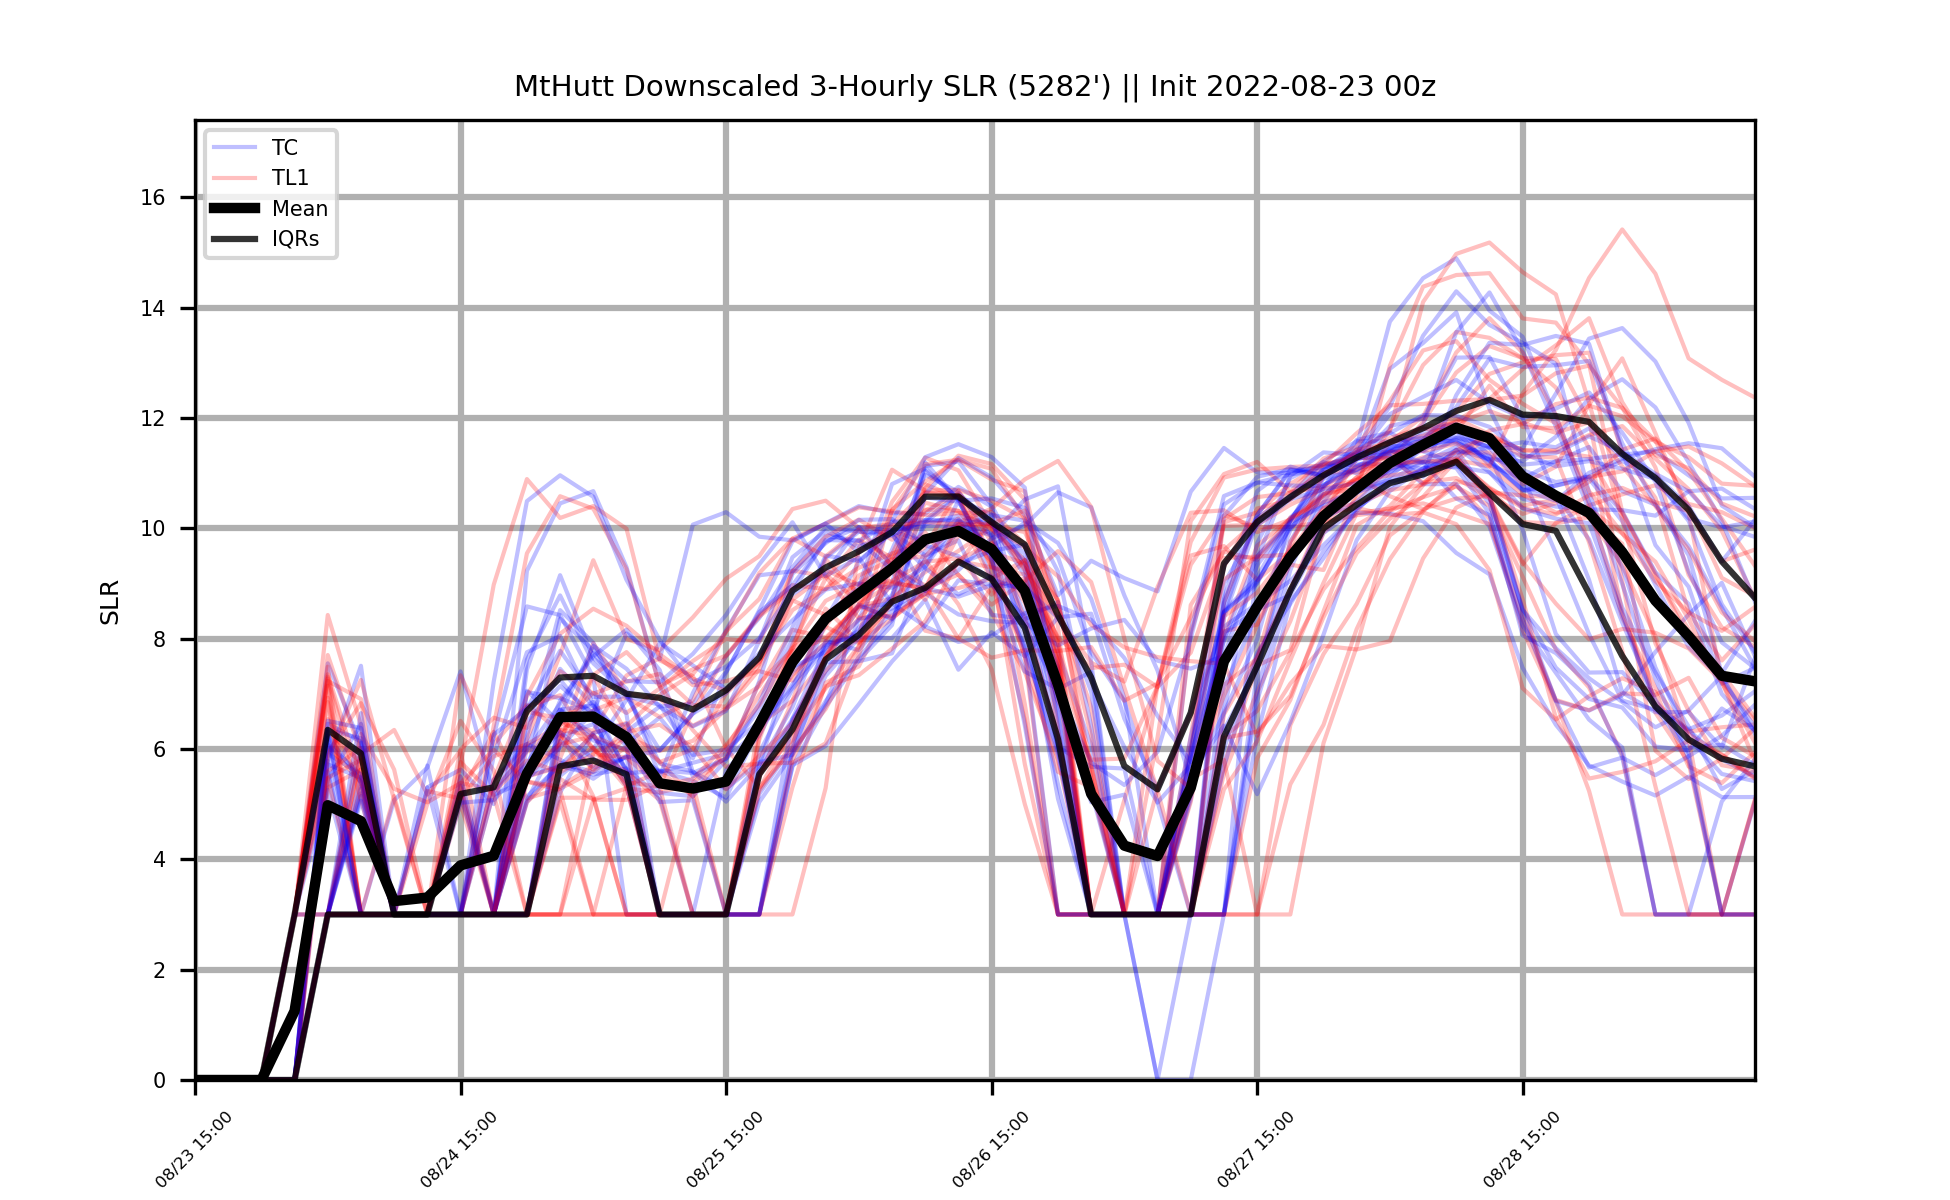 MtHutt Downscaled 3-Hourly SLR (5282') || Init 2022-08-23 00z
TC
TL1
Mean
IQRs
SLR
16
14
12
10
8
6
4
2
0
08/23 15:00
08/24 15:00
08/25 15:00
08/26 15:00
08/27 15:00
08/28 15:00